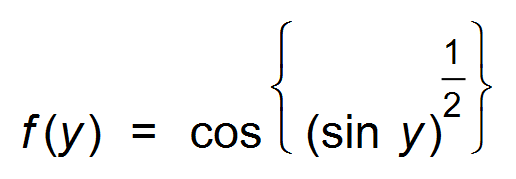 f(y) = cos{(sin y)^{1/2}}